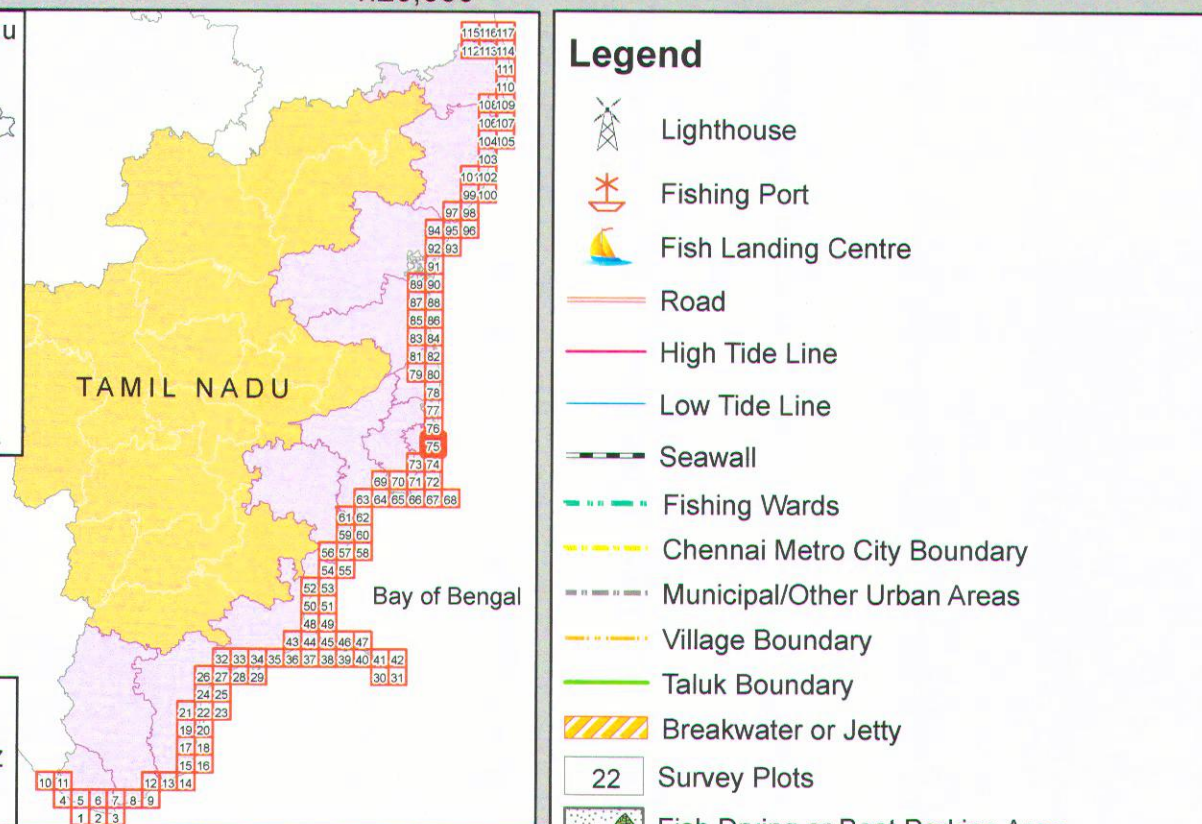 u
115 116 117
112 113 114
111
110
108 109
106 107
104 105
103
101 102
99 100
97 98
94 95 96
92 93
91
89 90
87 88
85 86
83 84
81 82
79 80
78
77
76
75
73 74
69 70 71 72
63 64 65 66 67 68
61 62
59 60
56 57 58
54 55
52 53
50 51
48 49
43 44 45 46 47
32 33 34 35 36 37 38 39 40 41 42
26 27 28 29 30 31
24 25
21 22 23
19 20
17 18
15 16
10 11 12 13 14
4 5 6 7 8 9
1 2 3
TAMIL NADU
Bay of Bengal
Legend
Lighthouse
Fishing Port
Fish Landing Centre
Road
High Tide Line
Low Tide Line
Seawall
Fishing Wards
Chennai Metro City Boundary
Municipal/Other Urban Areas
Village Boundary
Taluk Boundary
Breakwater or Jetty
22 Survey Plots